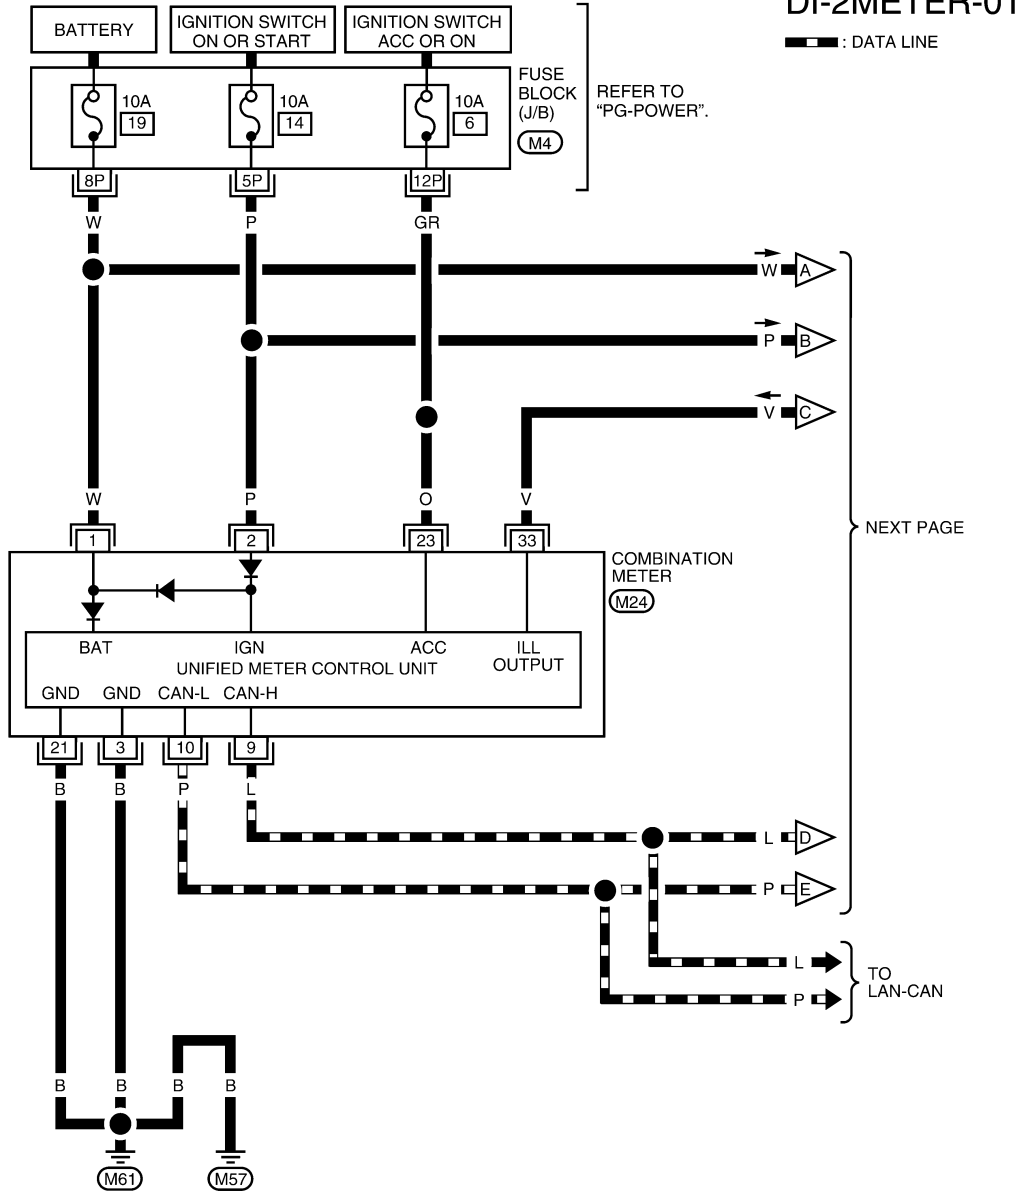 DI-2METER-01
: DATA LINE
BATTERY
IGNITION SWITCH
ON OR START
IGNITION SWITCH
ACC OR ON
10A
19
10A
14
10A
6
FUSE
BLOCK
(J/B)
M4
REFER TO
“PG-POWER”.
8P
5P
12P
W
P
GR
W
A
P
B
V
C
W
P
O
V
1
2
23
33
NEXT PAGE
COMBINATION
METER
M24
BAT
IGN
ACC
ILL
OUTPUT
UNIFIED METER CONTROL UNIT
GND
GND
CAN-L
CAN-H
21
3
10
9
B
B
P
L
L
D
P
E
L
P
TO
LAN-CAN
B
B
B
B
M61
M57